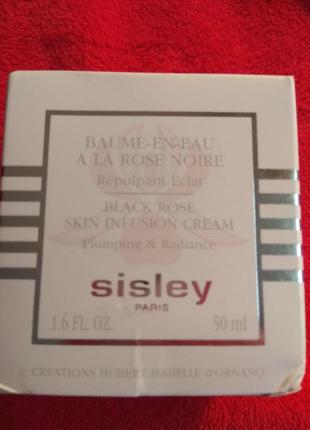 BAUME-EN-EAU
A LA ROSE NOIRE
Repulpant Eclat
BLACK ROSE
SKIN INFUSION CREAM
Plumping & Radiance
sisley
PARIS
1.6 FL. OZ. 50 ml
CREATIONS HUBERT ISABELLE d'ORNANO